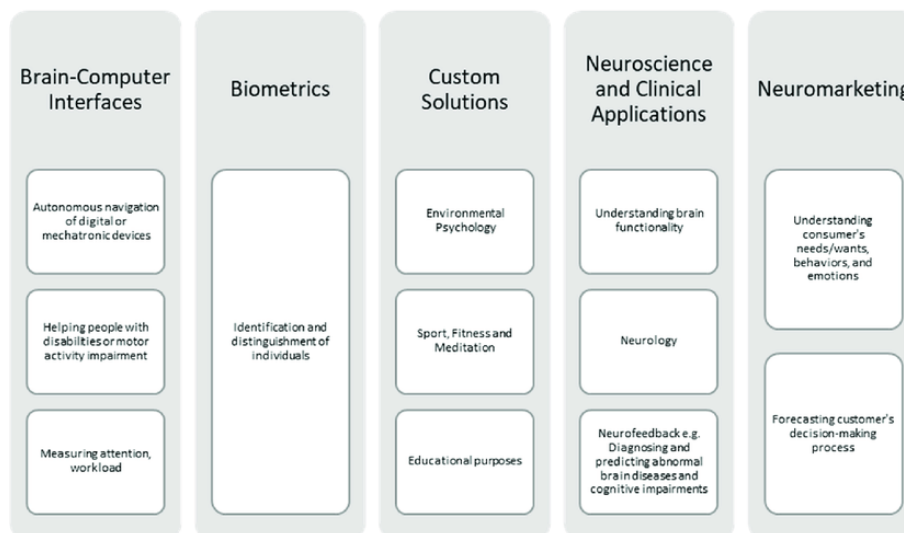 Brain-Computer
Interfaces
Autonomous navigation
of digital or
mechatronic devices
Helping people with
disabilities or motor
activity impairment
Measuring attention,
workload
Biometrics
Identification and
distinguishment of
individuals
Custom
Solutions
Environmental
Psychology
Sport, Fitness and
Meditation
Educational purposes
Neuroscience
and Clinical
Applications
Understanding brain
functionality
Neurology
Neurofeedback e.g.
Diagnosing and
predicting abnormal
brain diseases and
cognitive impairments
Neuromarketing
Understanding
consumer's
needs/wants,
behaviors, and
emotions
Forecasting customer's
decision-making
process